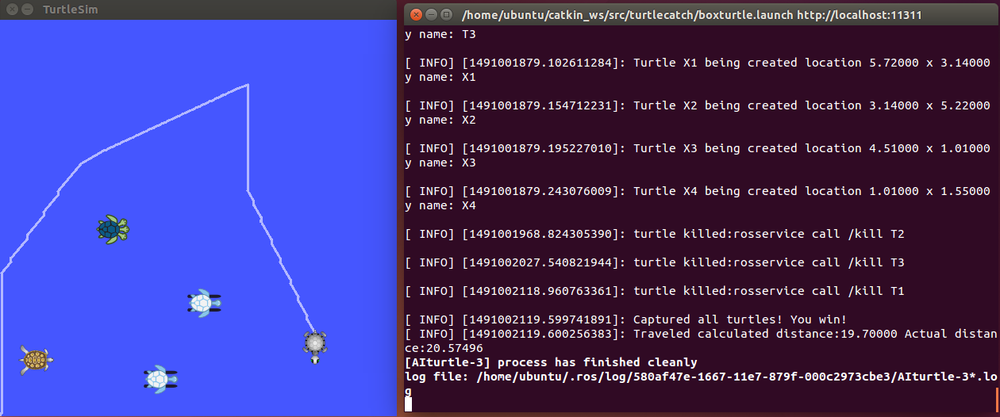 TurtleSim
/home/ubuntu/catkin_ws/src/turtlecatch/boxturtle.launch http://localhost:11311
y name: T3
[ INFO] [1491001879.102611284]: Turtle X1 being created location 5.72000 x 3.14000
y name: X1
[ INFO] [1491001879.154712231]: Turtle X2 being created location 3.14000 x 5.22000
y name: X2
[ INFO] [1491001879.195227010]: Turtle X3 being created location 4.51000 x 1.01000
y name: X3
[ INFO] [1491001879.243076009]: Turtle X4 being created location 1.01000 x 1.55000
y name: X4
[ INFO] [1491001968.824305390]: turtle killed:rosservice call /kill T2
[ INFO] [1491002027.540821944]: turtle killed:rosservice call /kill T3
[ INFO] [1491002118.960763361]: turtle killed:rosservice call /kill T1
[ INFO] [1491002119.599741891]: Captured all turtles! You win!
[ INFO] [1491002119.600256383]: Traveled calculated distance:19.70000 Actual distan
ce:20.57496
[AIturtle-3] process has finished cleanly
log file: /home/ubuntu/.ros/log/580af47e-1667-11e7-879f-000c2973cbe3/AIturtle-3*.lo
g